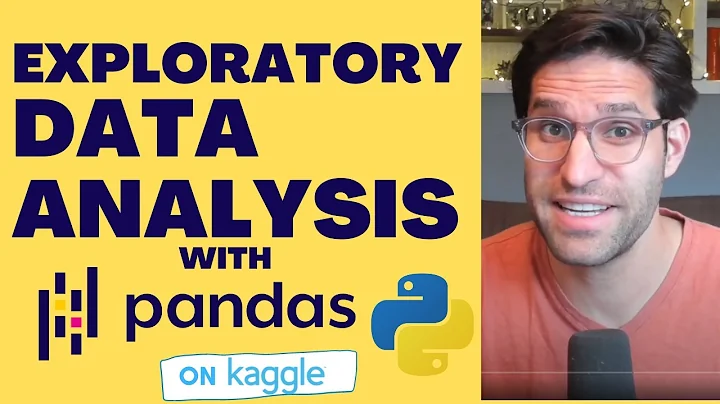 EXPLORATORY
DATA
ANALYSIS
WITH
pandas
ON kaggle